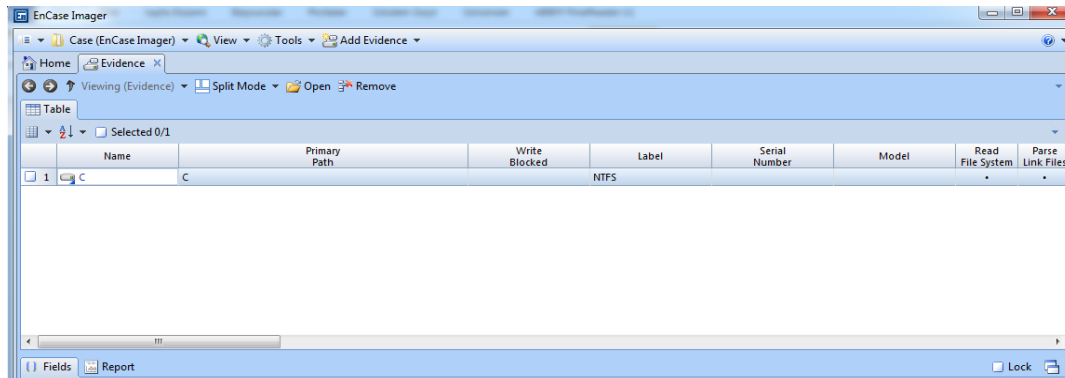 EnCase Imager
Case (EnCase Imager) View Tools Add Evidence
Home Evidence
Viewing (Evidence) Split Mode Open Remove
Table
Selected 0/1
Name Primary Path Write Blocked Label Serial Number Model Read File System Parse Link Files
1 C C NTFS • •
Fields Report Lock